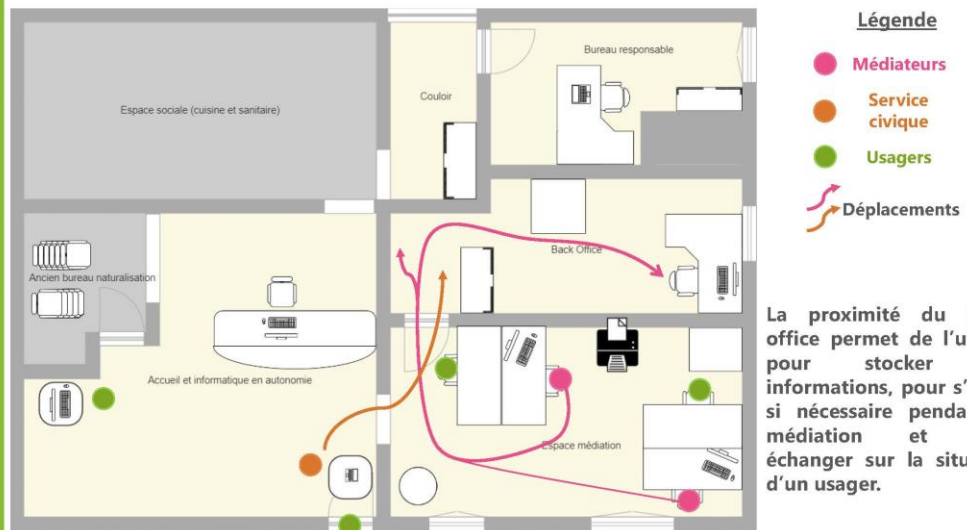 Légende
Médiateurs
Service
civique
Usagers
Déplacements
Espace sociale (cuisine et sanitaire)
Couloir
Bureau responsable
Back Office
Ancien bureau naturalisation
Accueil et informatique en autonomie
Espace médiation
La proximité du
office permet de
pour stocker
informations, pour
si nécessaire
médiation et
échanger sur la
d'un usager.